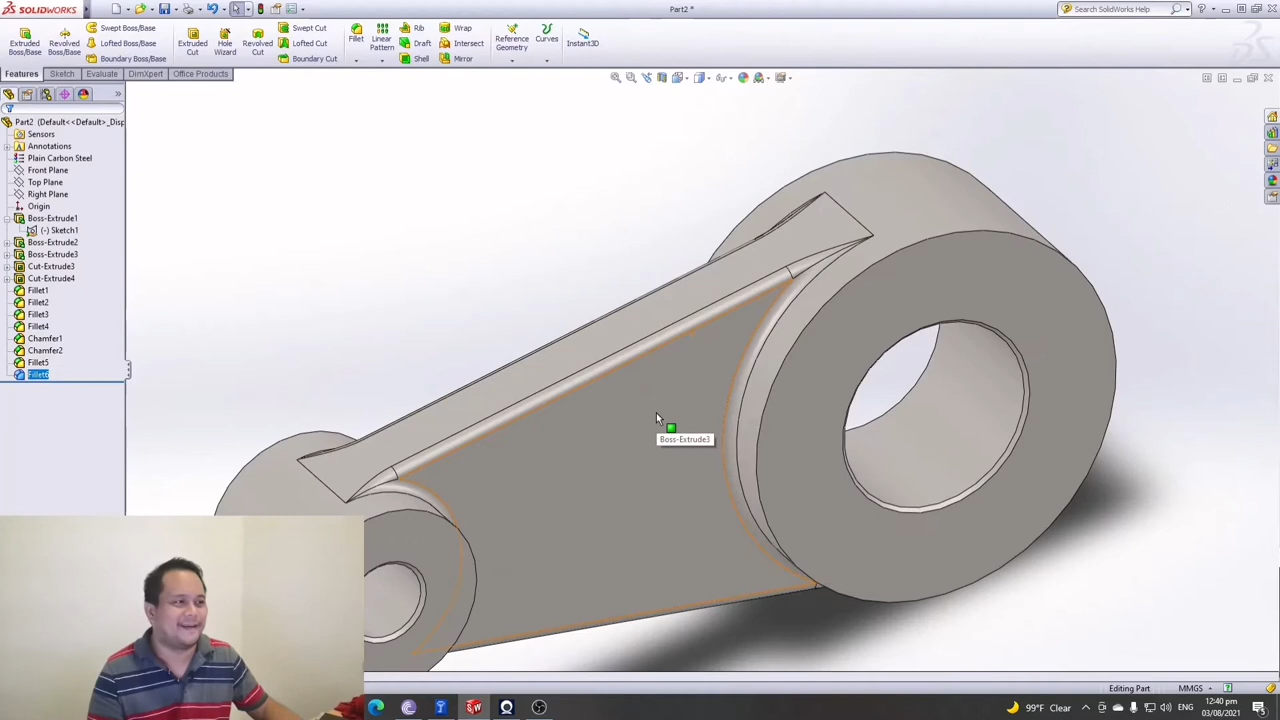 SOLIDWORKS
Part2 *
Search SolidWorks Help
Extruded Boss/Base
Revolved Boss/Base
Swept Boss/Base
Lofted Boss/Base
Boundary Boss/Base
Extruded Cut
Hole Wizard
Revolved Cut
Swept Cut
Lofted Cut
Boundary Cut
Fillet
Linear Pattern
Rib
Draft
Shell
Wrap
Intersect
Mirror
Reference Geometry
Curves
Instant3D
Features
Sketch
Evaluate
DimXpert
Office Products
Part2 (Default<<Default>_Disp
Sensors
Annotations
Plain Carbon Steel
Front Plane
Top Plane
Right Plane
Origin
Boss-Extrude1
(-) Sketch1
Boss-Extrude2
Boss-Extrude3
Cut-Extrude3
Cut-Extrude4
Fillet1
Fillet2
Fillet3
Fillet4
Chamfer1
Chamfer2
Fillet5
Fillet6
Boss-Extrude3
Editing Part
MMGS
99°F Clear
12:40 pm
03/08/2021